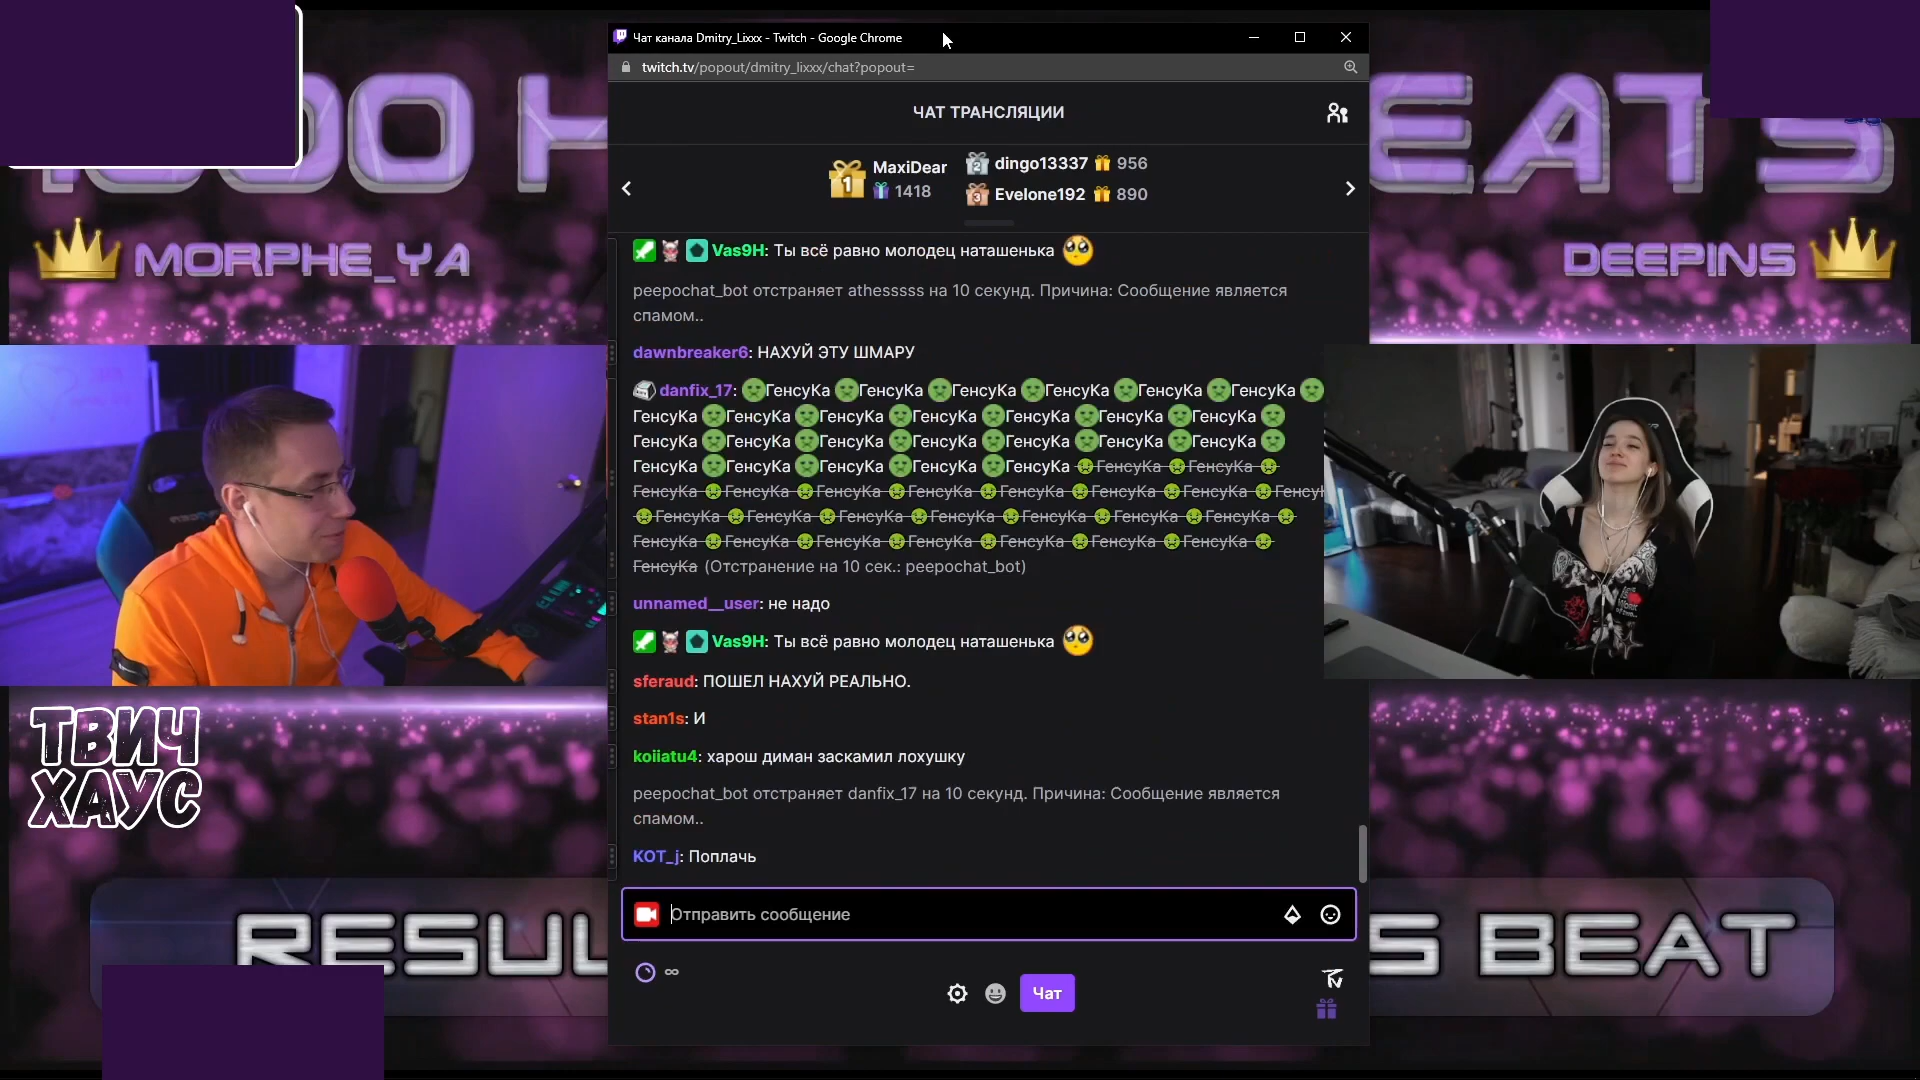 Чат канала Dmitry_Lixxx - Twitch - Google Chrome
twitch.tv/popout/dmitry_lixxx/chat?popout=
ЧАТ ТРАНСЛЯЦИИ
1 MaxiDear 1418
2 dingo13337 956
3 Evelone192 890
MORPHE_YA
DEEPINS
Vas9H: Ты всё равно молодец наташенька
peepochat_bot отстраняет athesssss на 10 секунд. Причина: Сообщение является
спамом..
dawnbreaker6: НАХУЙ ЭТУ ШМАРУ
danfix_17: ГенсуКа ГенсуКа ГенсуКа ГенсуКа ГенсуКа ГенсуКа
ГенсуКа ГенсуКа ГенсуКа ГенсуКа ГенсуКа ГенсуКа ГенсуКа
ГенсуКа ГенсуКа ГенсуКа ГенсуКа ГенсуКа ГенсуКа ГенсуКа
ГенсуКа ГенсуКа ГенсуКа ГенсуКа ГенсуКа ГенсуКа ГенсуКа
ГенсуКа ГенсуКа ГенсуКа ГенсуКа ГенсуКа ГенсуКа ГенсуКа
ГенсуКа ГенсуКа ГенсуКа ГенсуКа ГенсуКа ГенсуКа ГенсуКа
ГенсуКа ГенсуКа ГенсуКа ГенсуКа ГенсуКа ГенсуКа ГенсуКа
ГенсуКа (Отстранение на 10 сек.: peepochat_bot)
unnamed__user: не надо
Vas9H: Ты всё равно молодец наташенька
sferaud: ПОШЕЛ НАХУЙ РЕАЛЬНО.
stan1s: И
koiiatu4: харош диман заскамил лохушку
peepochat_bot отстраняет danfix_17 на 10 секунд. Причина: Сообщение является
спамом..
KOT_j: Поплачь
Отправить сообщение
∞
Чат
ТВИЧ
ХАУС
RESUL
S BEAT